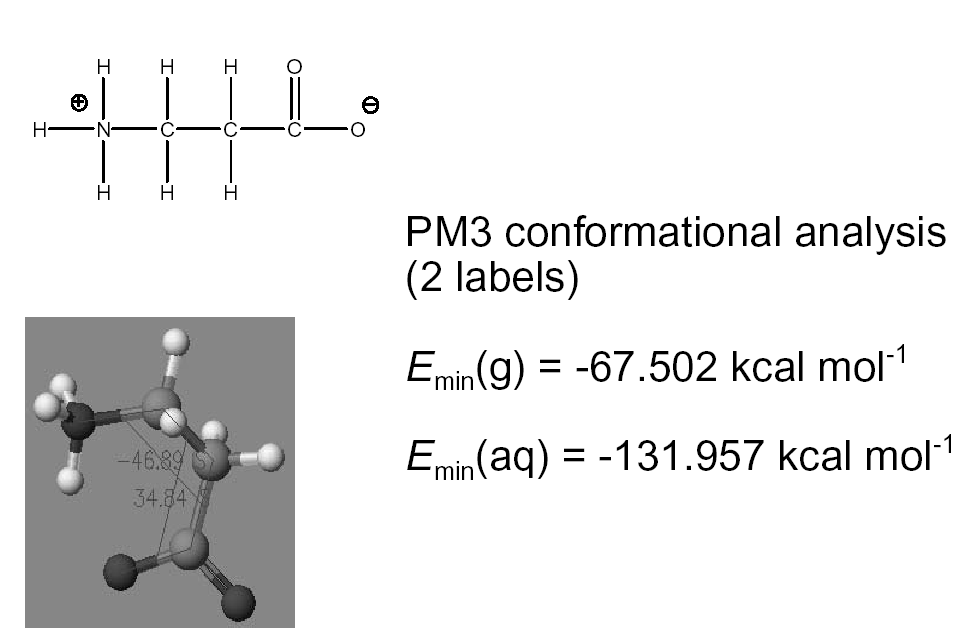 H H H O
⊕ ⊖
H N C C C O
H H H
PM3 conformational analysis
(2 labels)
E_min(g) = -67.502 kcal mol⁻¹
-46.89
E_min(aq) = -131.957 kcal mol⁻¹
34.84